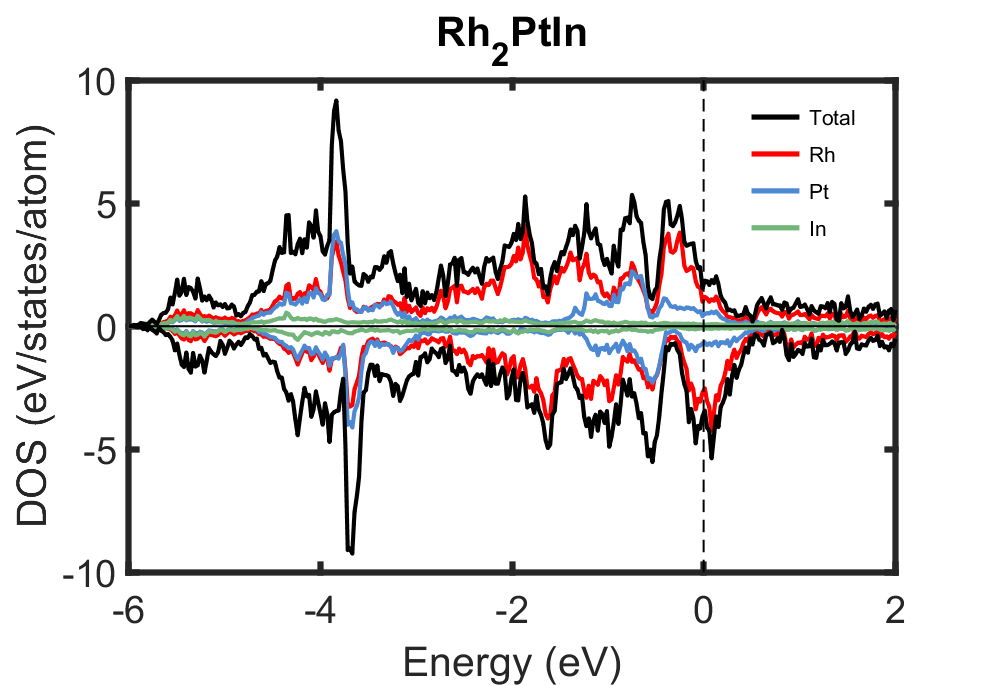 Rh2PtIn
DOS (eV/states/atom)
10
5
0
-5
-10
Total
Rh
Pt
In
-6
-4
-2
0
2
Energy (eV)